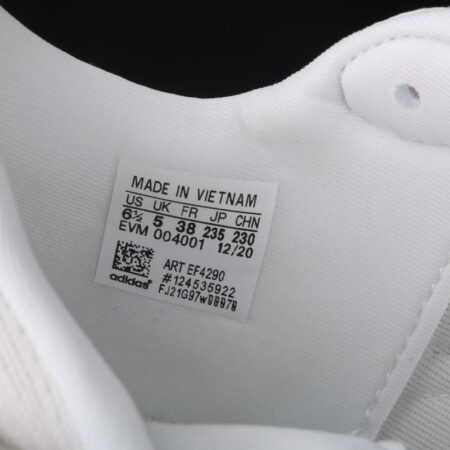 MADE IN VIETNAM
US UK FR JP CHN
6½ 5 38 235 230
EVM 004001 12/20
ART EF4290
#124535922
adidas